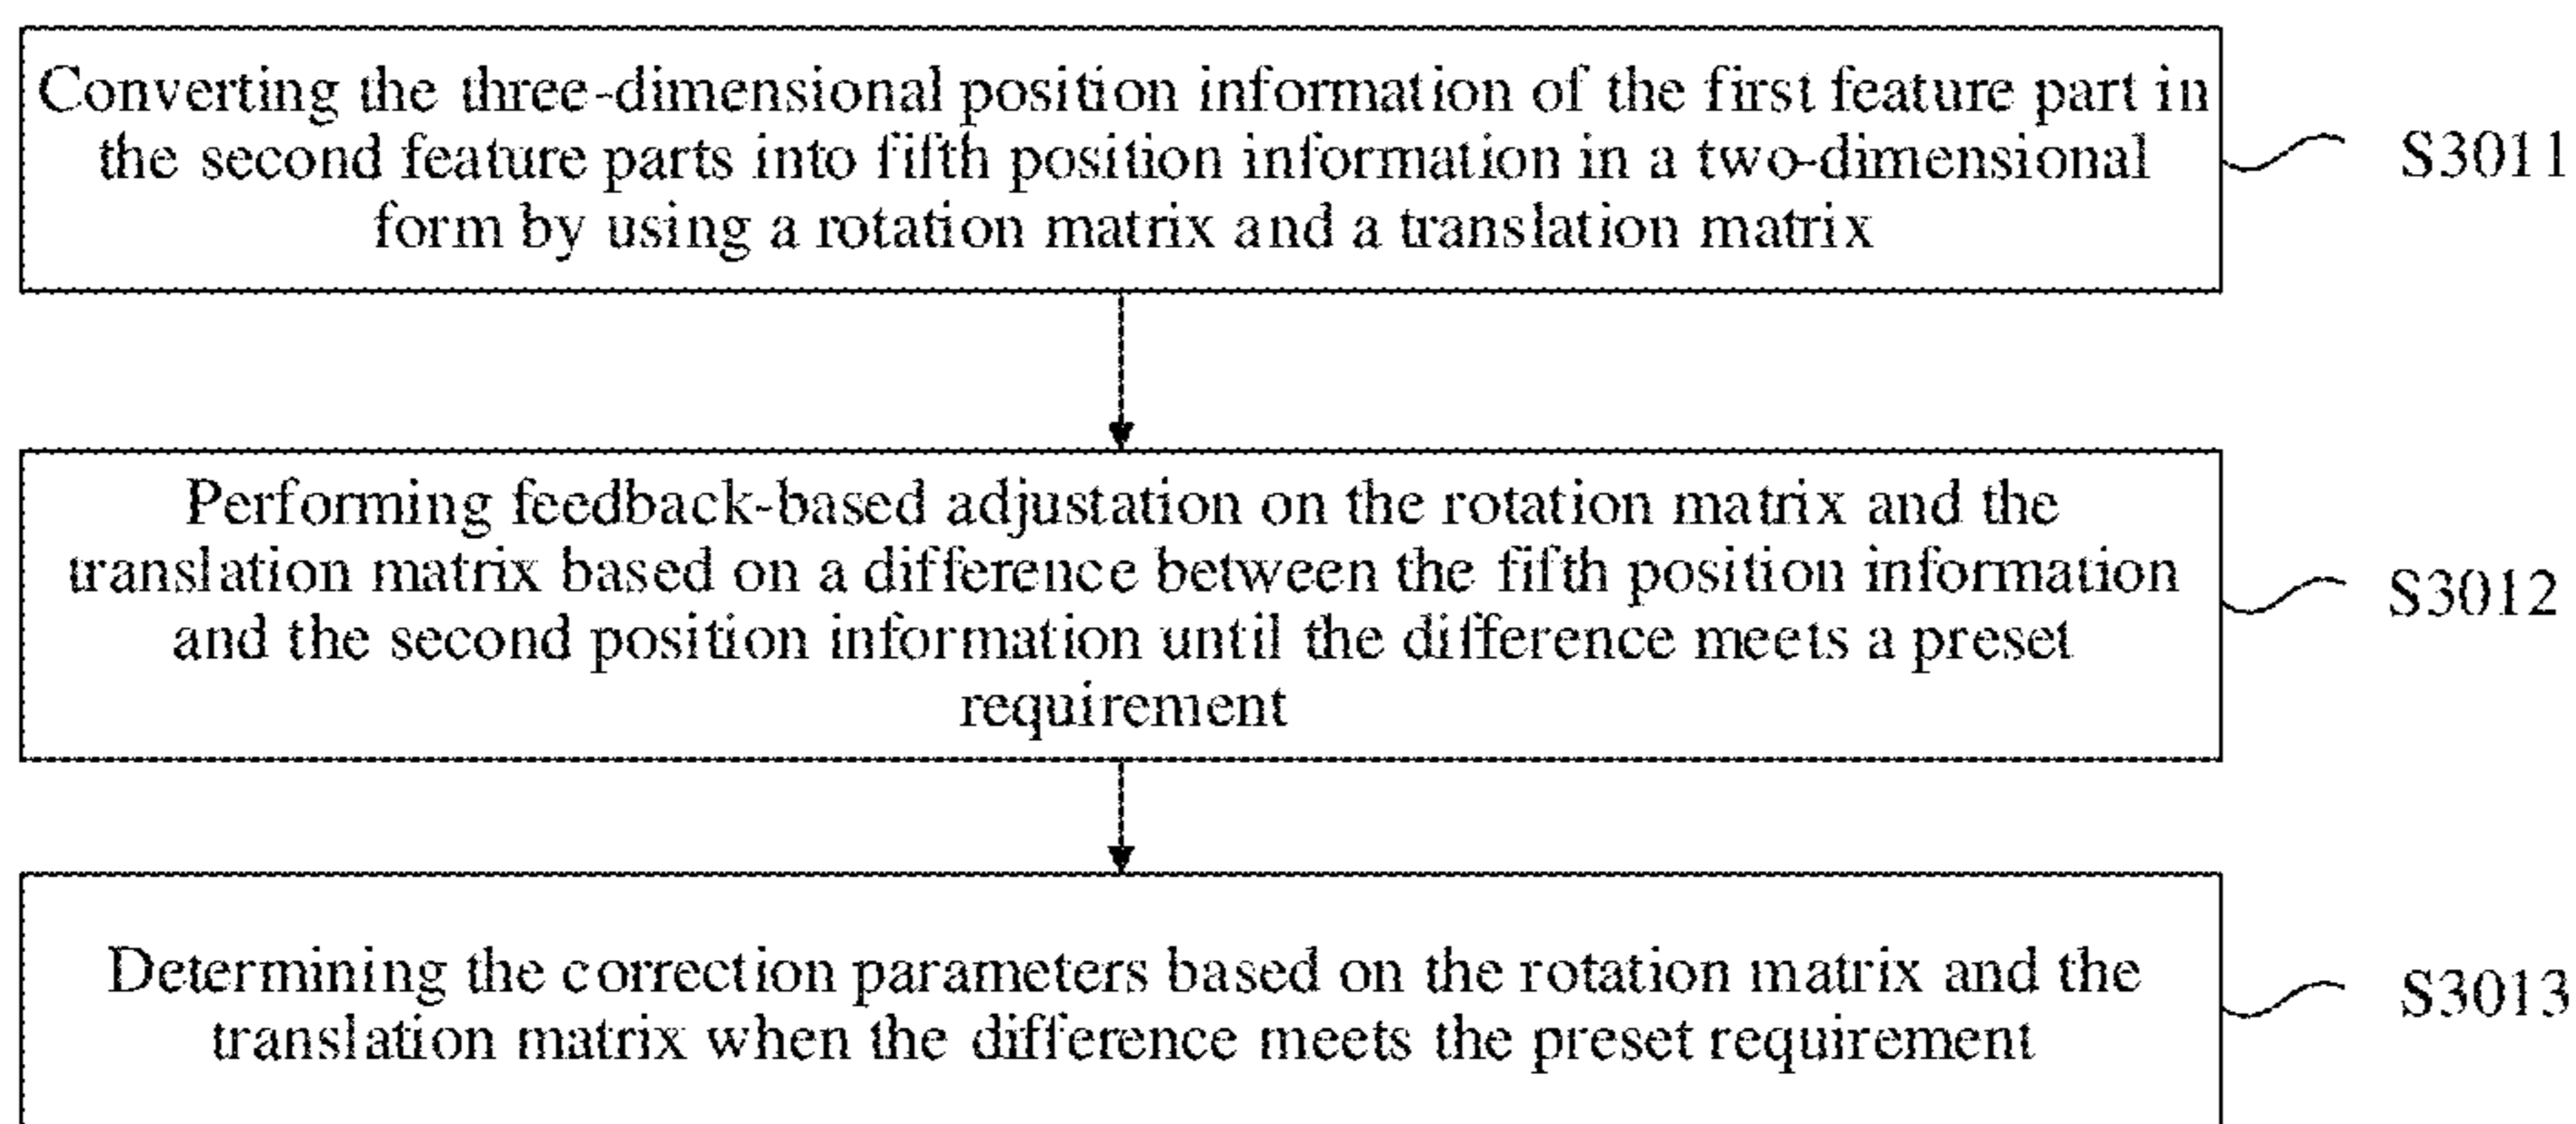 Converting the three-dimensional position information of the first feature part in
the second feature parts into fifth position information in a two-dimensional
form by using a rotation matrix and a translation matrix
S3011
Performing feedback-based adjustation on the rotation matrix and the
translation matrix based on a difference between the fifth position information
and the second position information until the difference meets a preset
requirement
S3012
Determining the correction parameters based on the rotation matrix and the
translation matrix when the difference meets the preset requirement
S3013